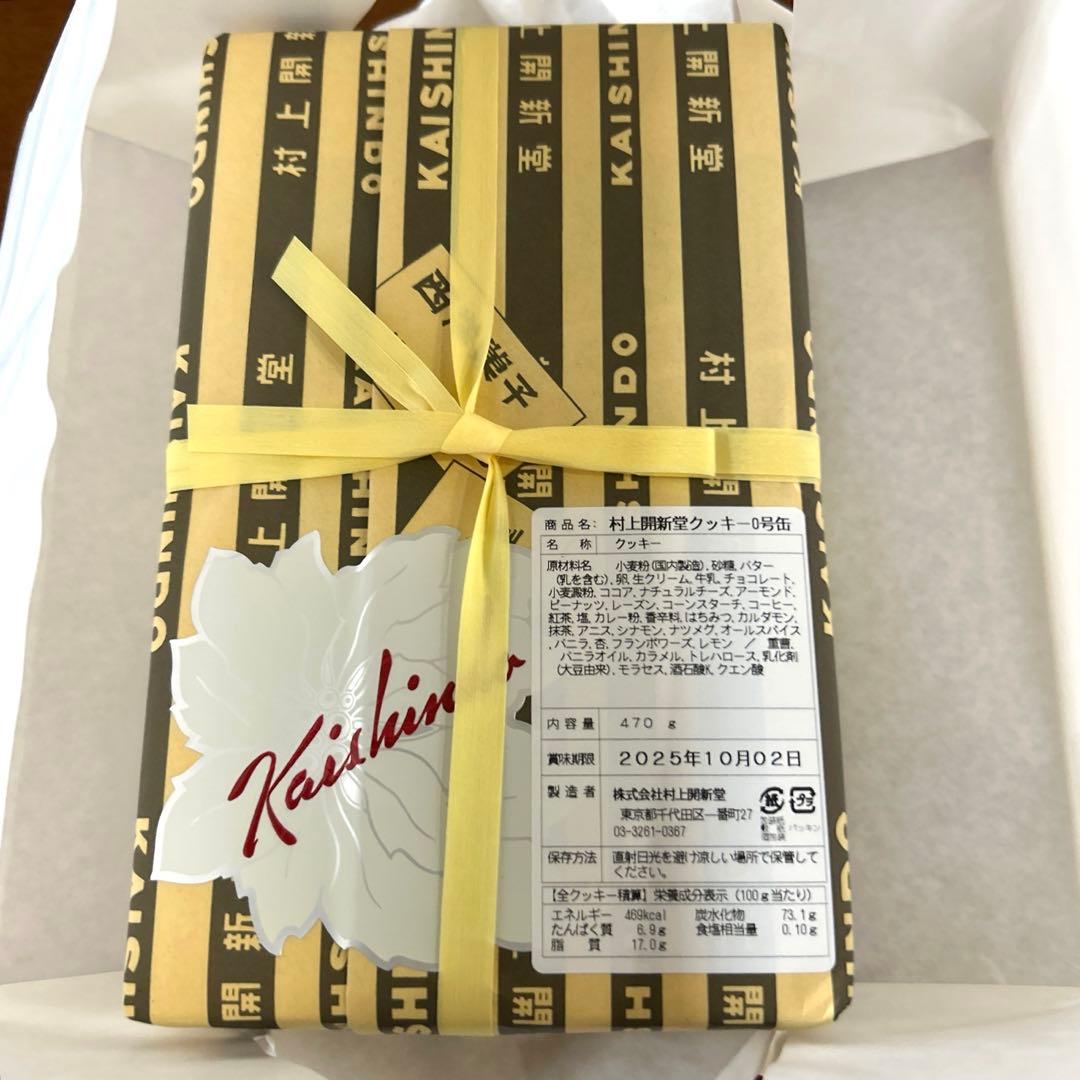 KAISHINDO
村上開新堂
KAISHIN
開新堂
KAISHIN
開新堂
西
菓子
Kaishin
商品名: 村上開新堂クッキー0号缶
名 称 クッキー
原材料名 小麦粉(国内製造)、砂糖、バター
(乳を含む)、卵、生クリーム、牛乳、チョコレート、
小麦澱粉、ココア、ナチュラルチーズ、アーモンド、
ピーナッツ、レーズン、コーンスターチ、コーヒー、
紅茶、塩、カレー粉、香辛料、はちみつ、カルダモン、
抹茶、アニス、シナモン、ナツメグ、オールスパイス
、バニラ、杏、フランボワーズ、レモン / 重曹、
バニラオイル、カラメル、トレハロース、乳化剤
(大豆由来)、モラセス、酒石酸K、クエン酸
内容量 470 g
賞味期限 2025年10月02日
製造者 株式会社村上開新堂
東京都千代田区一番町27
03-3261-0367
紙 プラ
保存方法 直射日光を避け涼しい場所で保管して
ください。
【全クッキー積算】栄養成分表示(100g当たり)
エネルギー 469kcal 炭水化物 73.1g
たんぱく質 6.9g 食塩相当量 0.10g
脂 質 17.0g